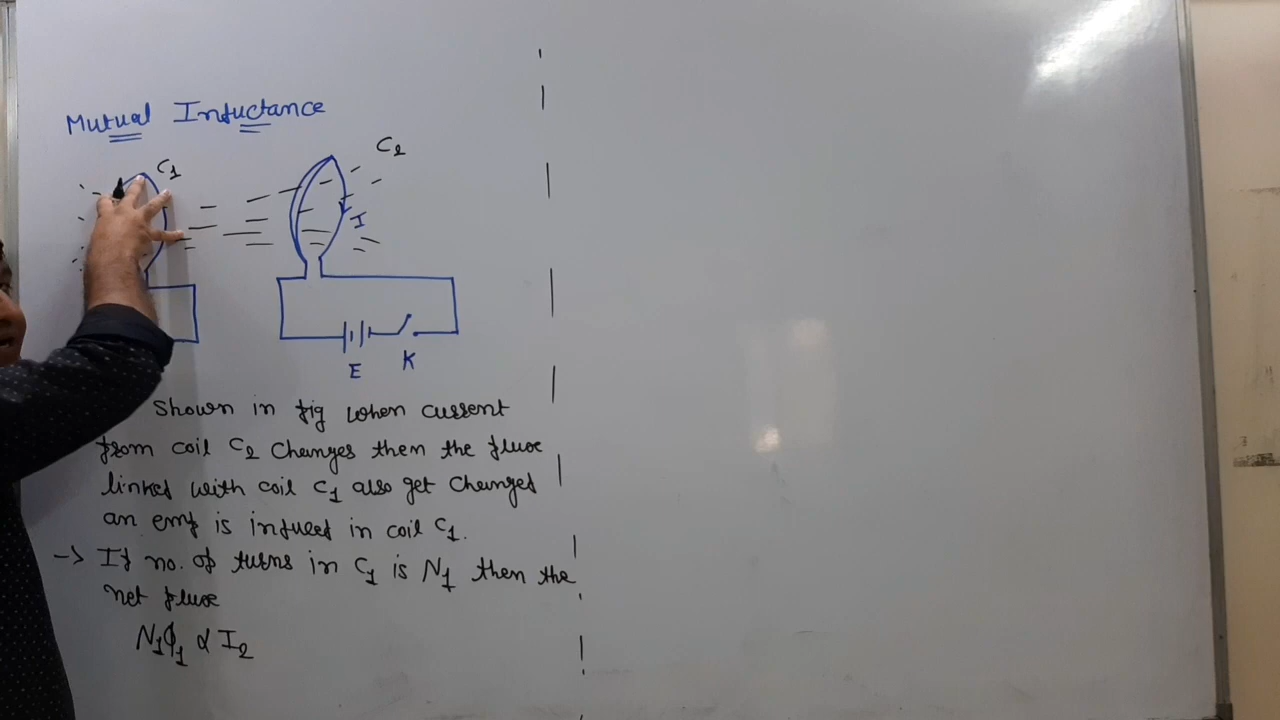 Mutual Inductance
C1
C2
I
E
K
Shown in fig when current
from coil C2 changes then the flux
linked with coil C1 also get changes
an emf is induced in coil C1.
-> If no. of turns in C1 is N1 then the
net flux
N1ϕ1 α I2